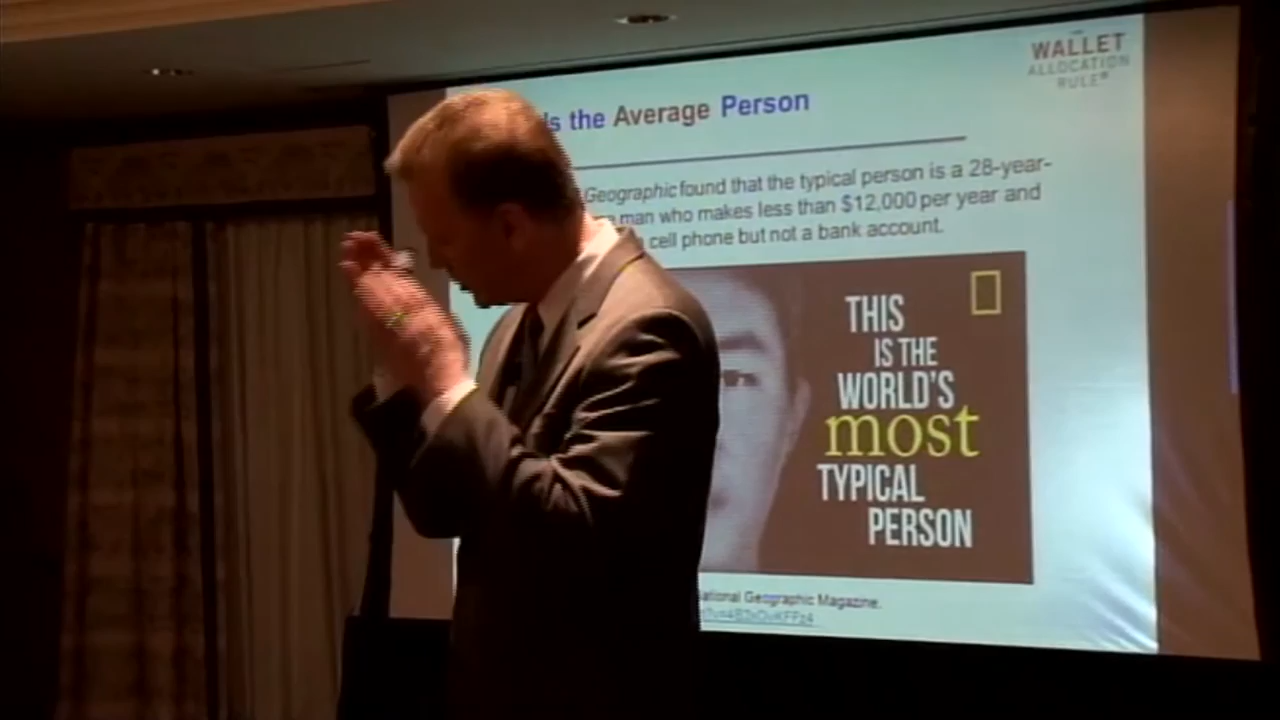 WALLET
ALLOCATION
RULE®
Is the Average Person
Geographic found that the typical person is a 28-year-
man who makes less than $12,000 per year and
cell phone but not a bank account.
THIS
IS THE
WORLD'S
most
TYPICAL
PERSON
Geographic Magazine.